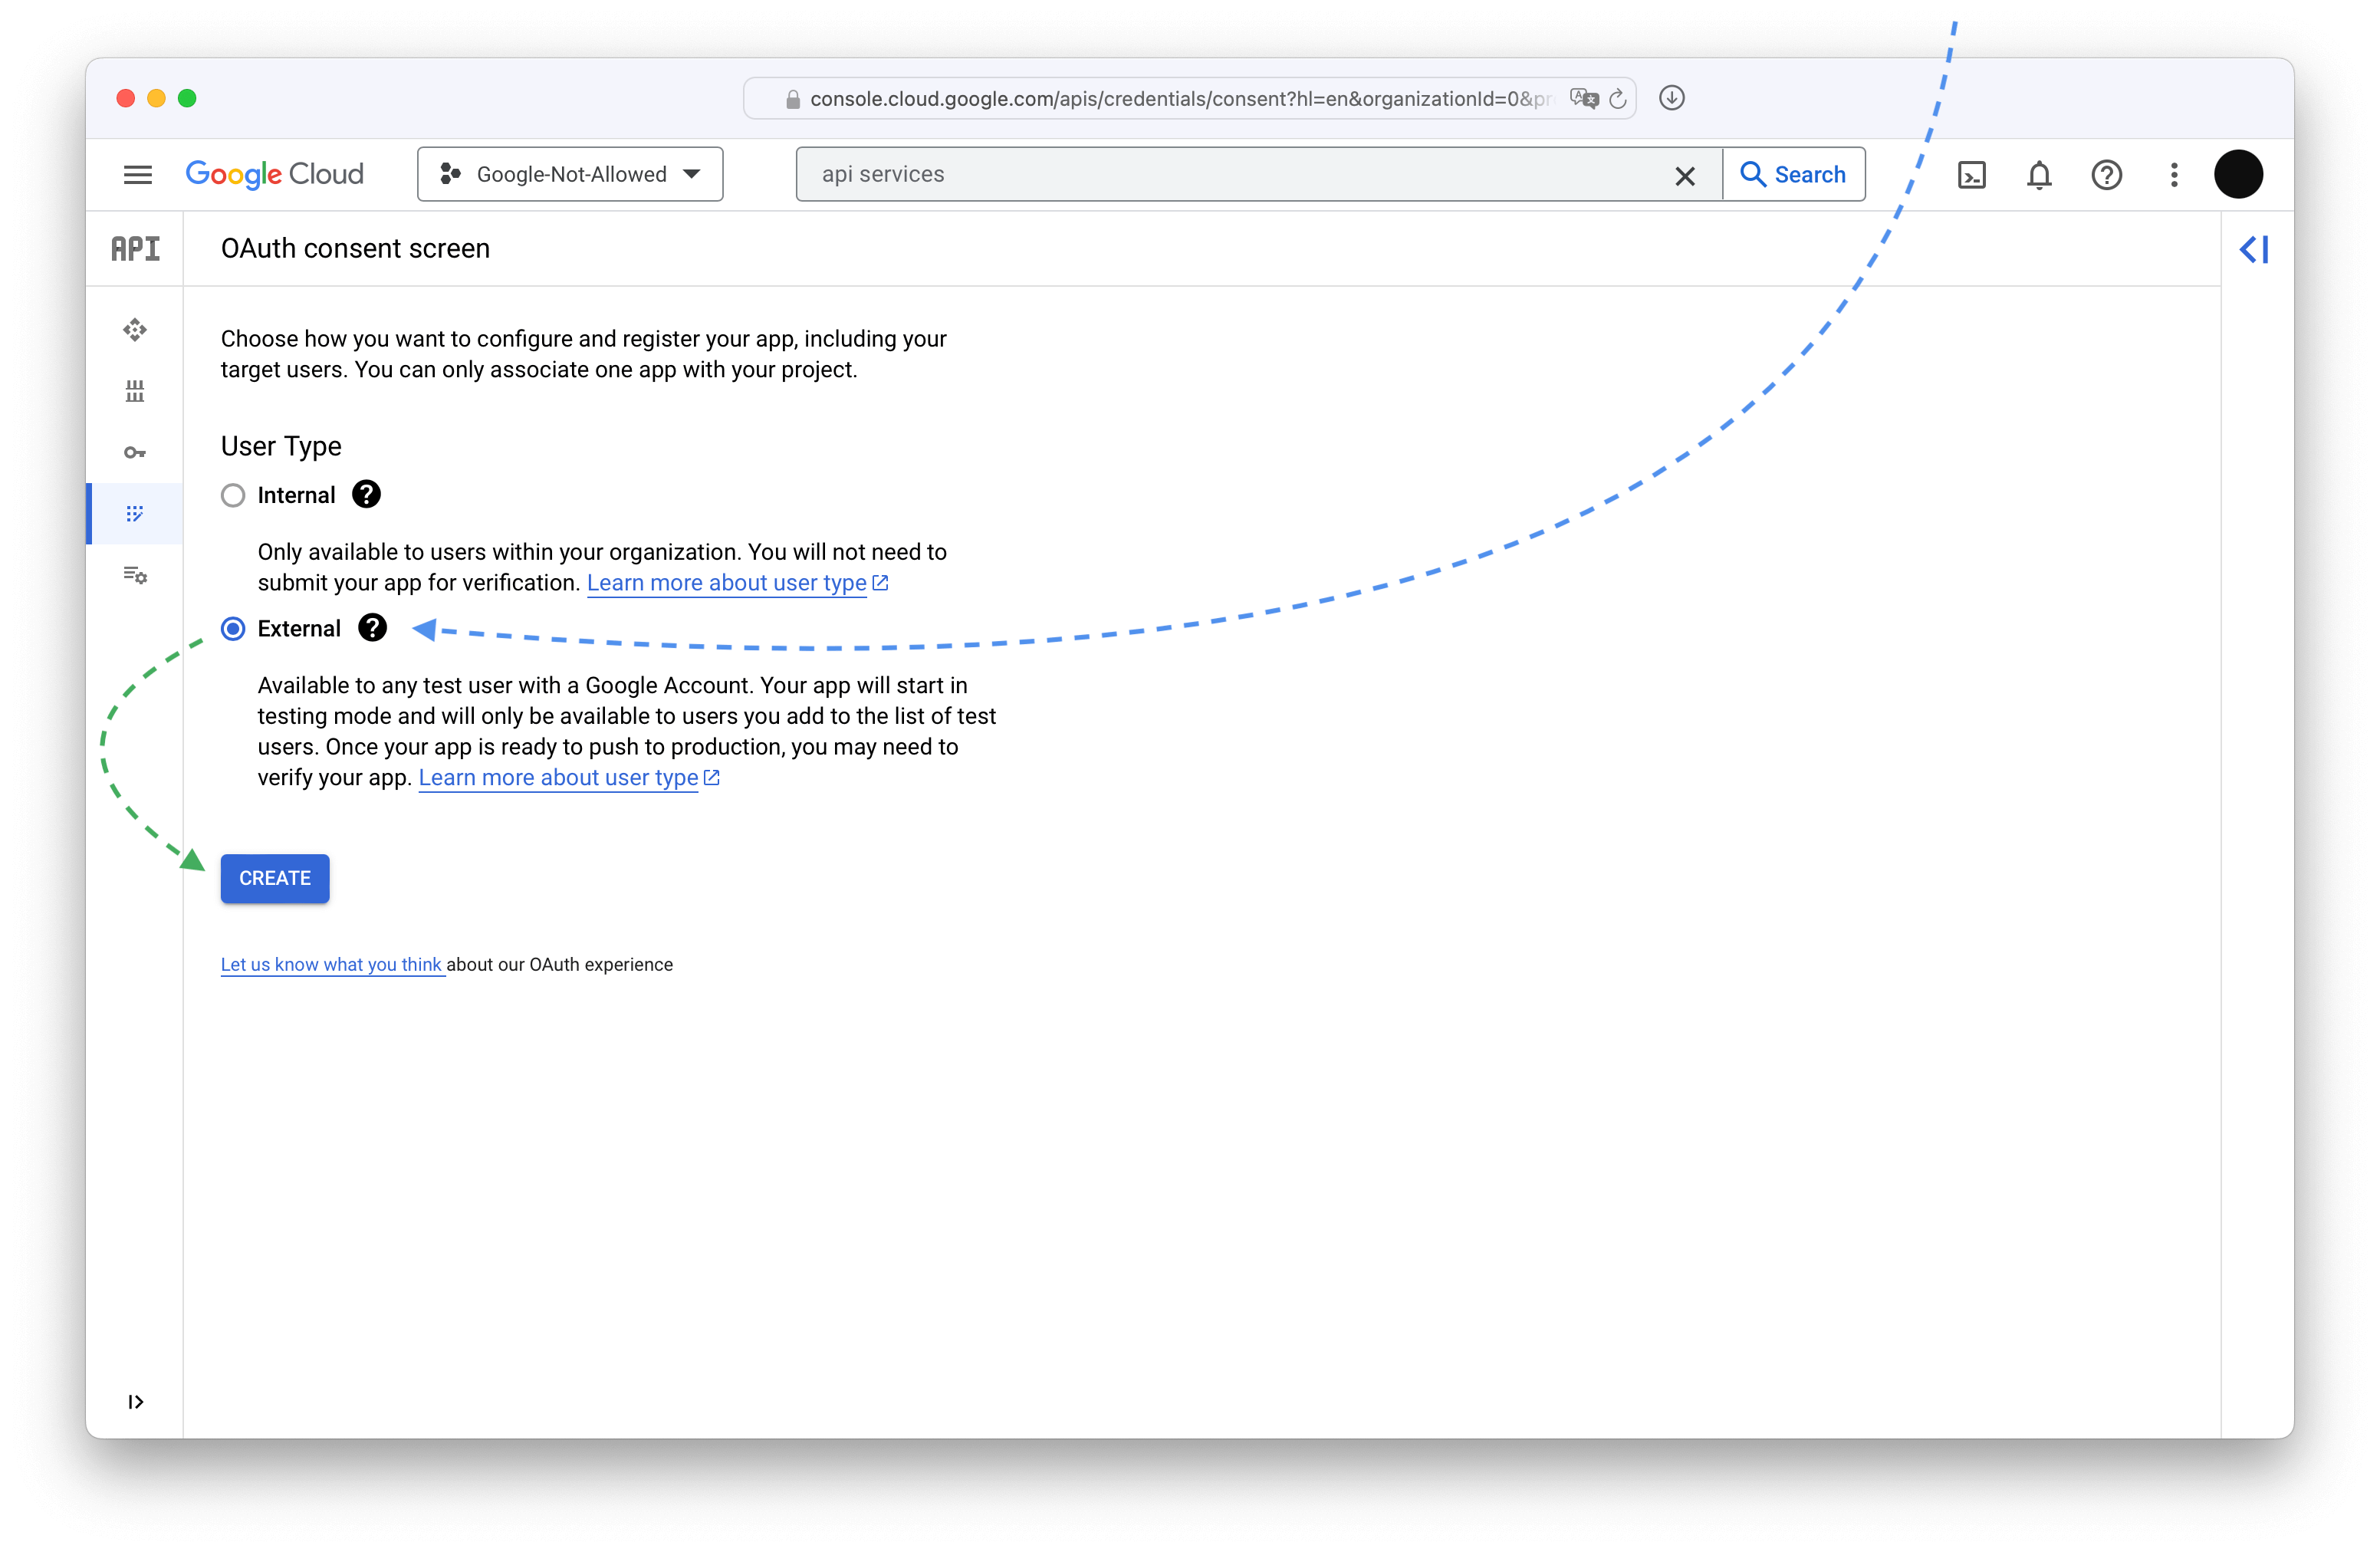 console.cloud.google.com/apis/credentials/consent?hl=en&organizationId=0&pr
Google Cloud
Google-Not-Allowed
api services
Search
API
OAuth consent screen
Choose how you want to configure and register your app, including your
target users. You can only associate one app with your project.
User Type
Internal
Only available to users within your organization. You will not need to
submit your app for verification. Learn more about user type
External
Available to any test user with a Google Account. Your app will start in
testing mode and will only be available to users you add to the list of test
users. Once your app is ready to push to production, you may need to
verify your app. Learn more about user type
CREATE
Let us know what you think about our OAuth experience